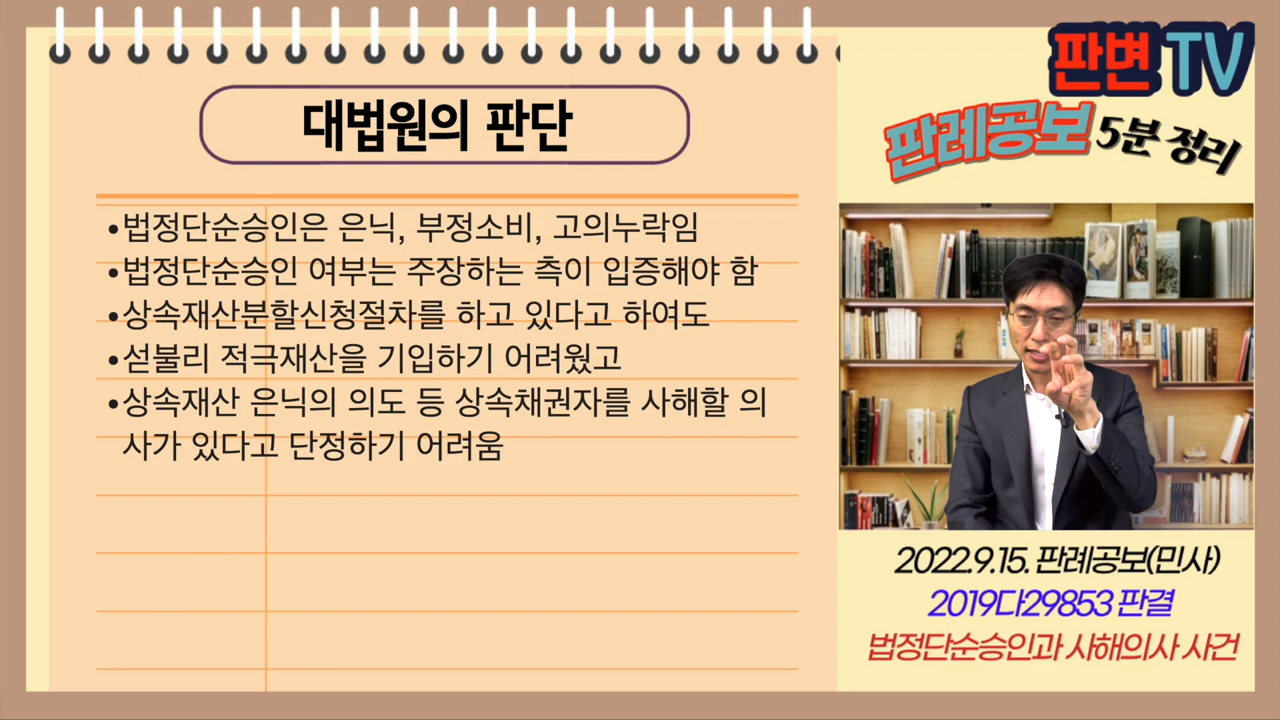 대법원의 판단
•법정단순승인은 은닉, 부정소비, 고의누락임
•법정단순승인 여부는 주장하는 측이 입증해야 함
•상속재산분할신청절차를 하고 있다고 하여도
•섣불리 적극재산을 기입하기 어려웠고
•상속재산 은닉의 의도 등 상속채권자를 사해할 의
사가 있다고 단정하기 어려움
판변 TV
판례공보 5분 정리
2022.9.15. 판례공보(민사)
2019다29853 판결
법정단순승인과 사해의사 사건